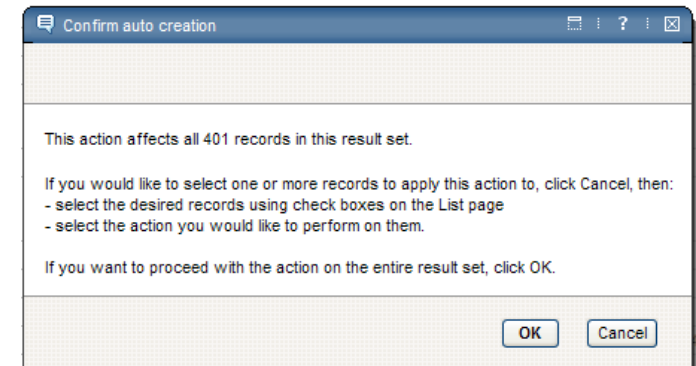 Confirm auto creation
?
This action affects all 401 records in this result set.
If you would like to select one or more records to apply this action to, click Cancel, then:
- select the desired records using check boxes on the List page
- select the action you would like to perform on them.
If you want to proceed with the action on the entire result set, click OK.
OK Cancel